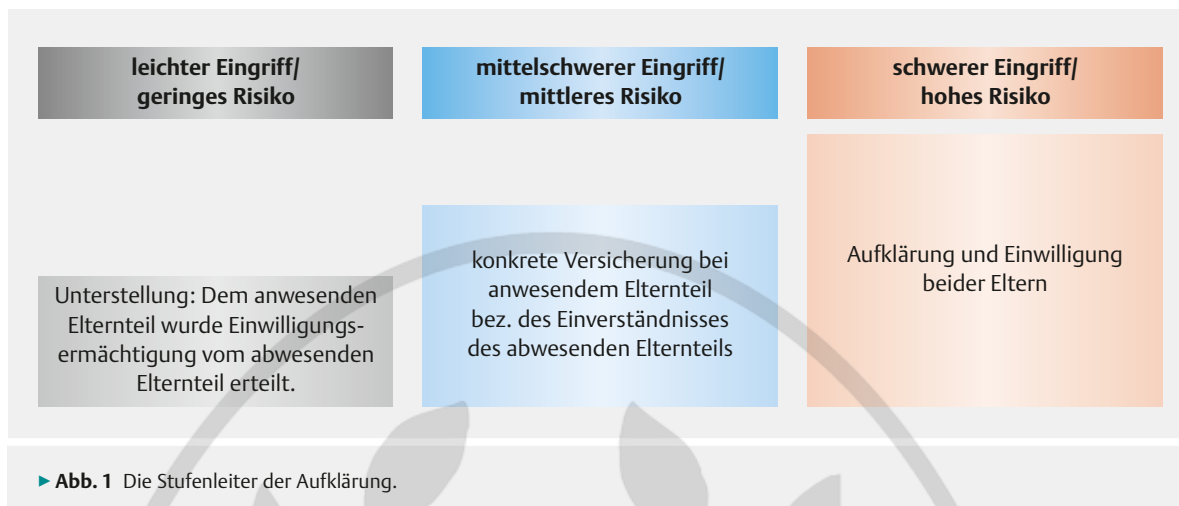 leichter Eingriff/
geringes Risiko
mittelschwerer Eingriff/
mittleres Risiko
schwerer Eingriff/
hohes Risiko
Unterstellung: Dem anwesenden
Elternteil wurde Einwilligungs-
ermächtigung vom abwesenden
Elternteil erteilt.
konkrete Versicherung bei
anwesendem Elternteil
bez. des Einverständnisses
des abwesenden Elternteils
Aufklärung und Einwilligung
beider Eltern
▶ Abb. 1 Die Stufenleiter der Aufklärung.